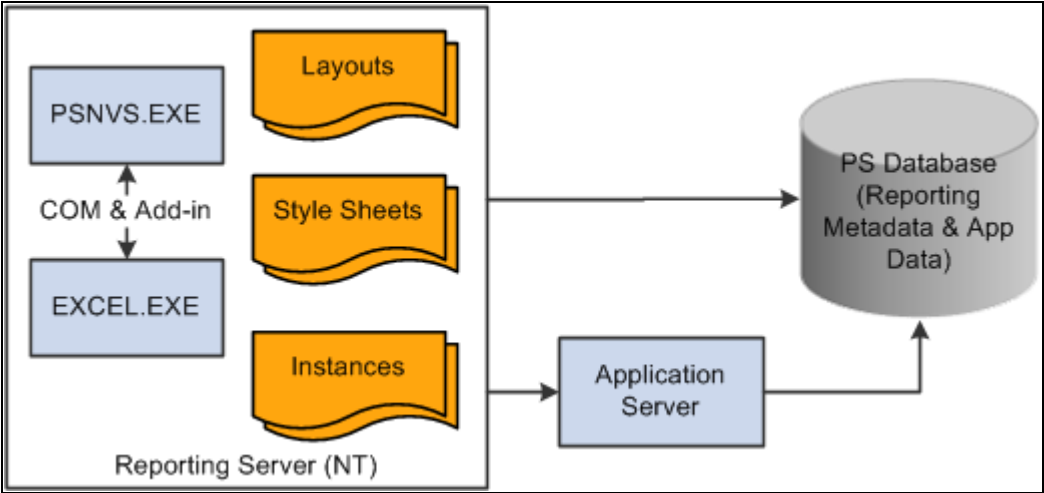 PSNVS.EXE
COM & Add-in
EXCEL.EXE
Layouts
Style Sheets
Instances
Reporting Server (NT)
Application
Server
PS Database
(Reporting
Metadata & App
Data)